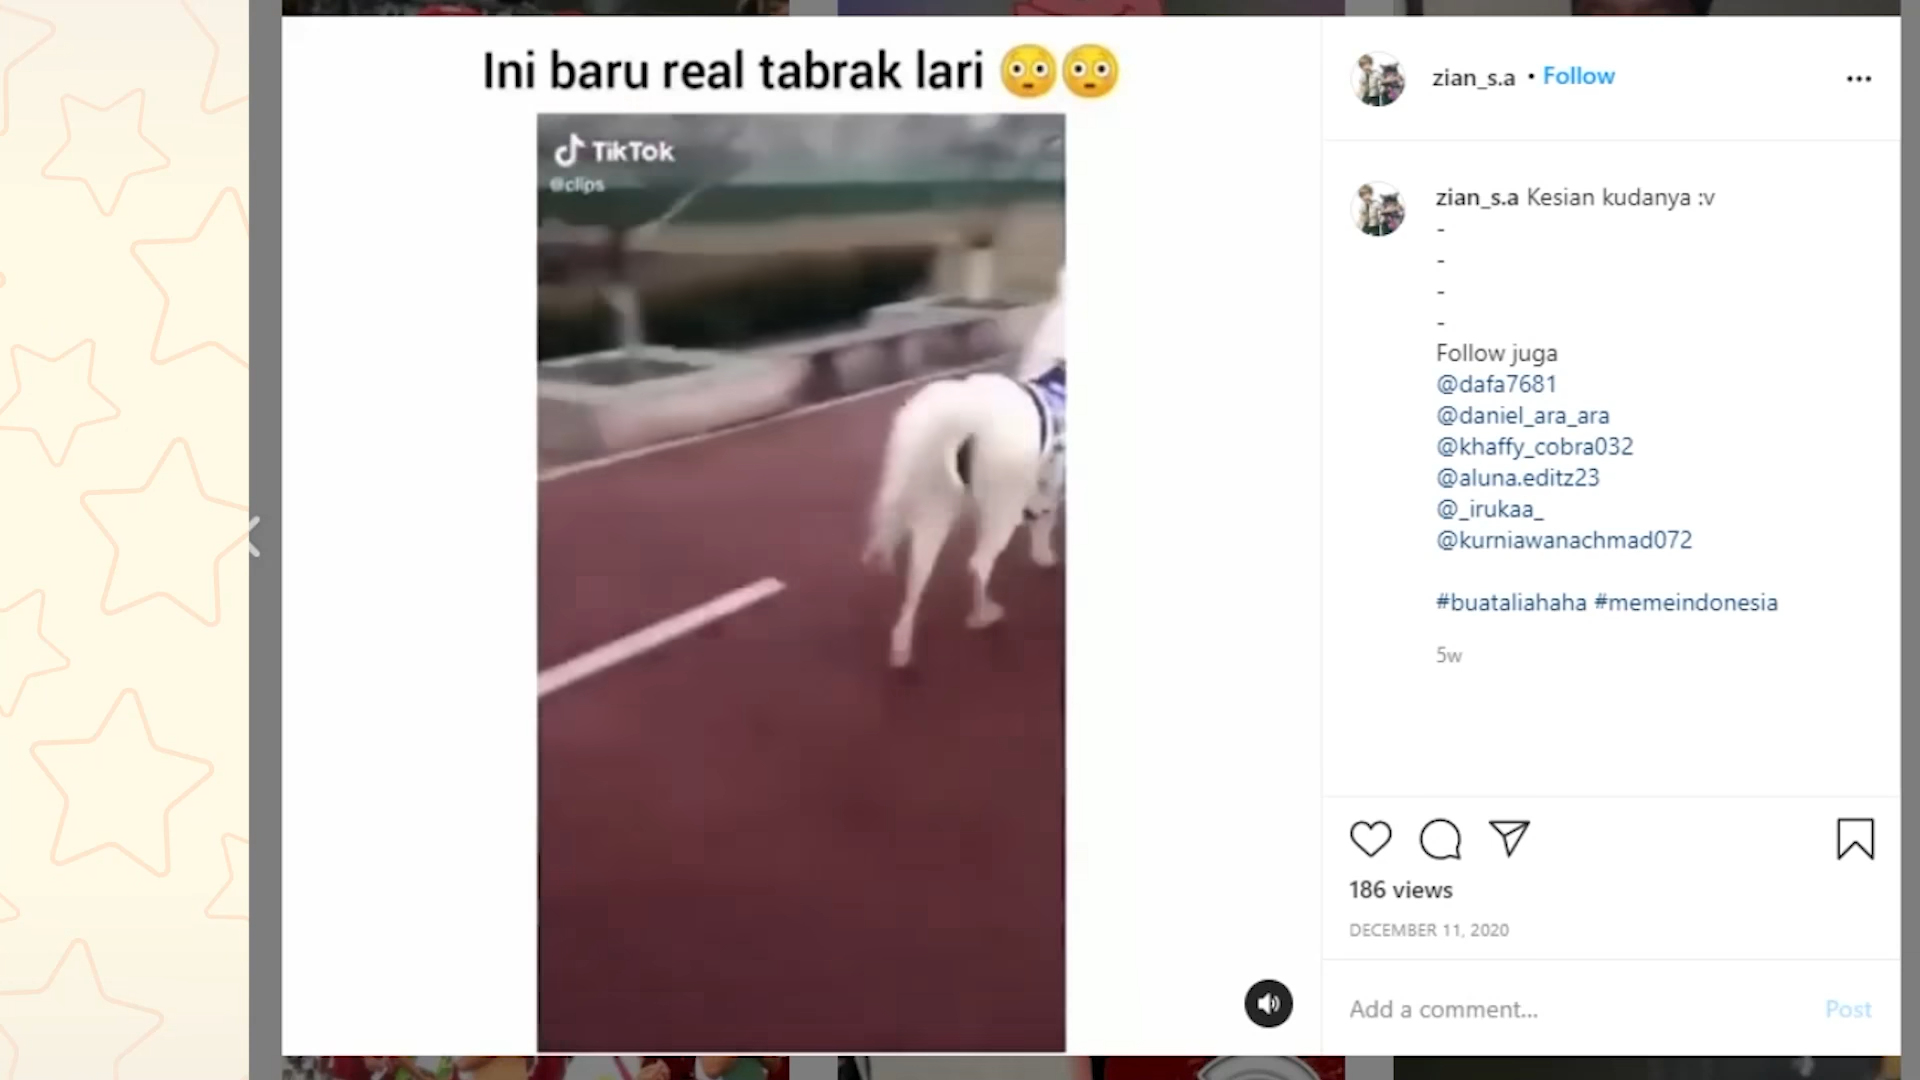 Ini baru real tabrak lari 😳😳
TikTok
@clips
zian_s.a • Follow
zian_s.a Kesian kudanya :v
-
-
-
-
Follow juga
@dafa7681
@daniel_ara_ara
@khaffy_cobra032
@aluna.editz23
@_irukaa_
@kurniawanachmad072
#buataliahaha #memeindonesia
5w
186 views
DECEMBER 11, 2020
Add a comment...
Post